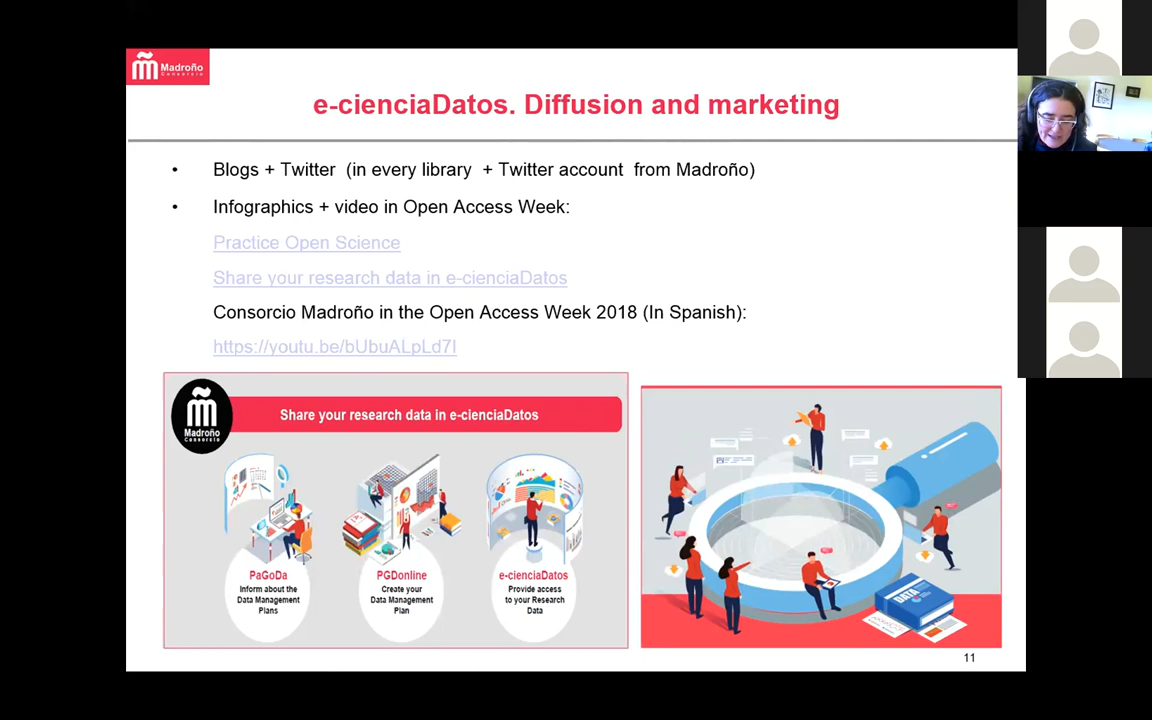 Madroño
Consorcio
e-cienciaDatos. Diffusion and marketing
• Blogs + Twitter (in every library + Twitter account from Madroño)
• Infographics + video in Open Access Week:
Practice Open Science
Share your research data in e-cienciaDatos
Consorcio Madroño in the Open Access Week 2018 (In Spanish):
https://youtu.be/bUbuALpLd7I
Madroño
Consorcio
Share your research data in e-cienciaDatos
PaGoDa
Inform about the
Data Management
Plans
PGDonline
Create your
Data Management
Plan
e-cienciaDatos
Provide access
to your Research
Data
DATA
11